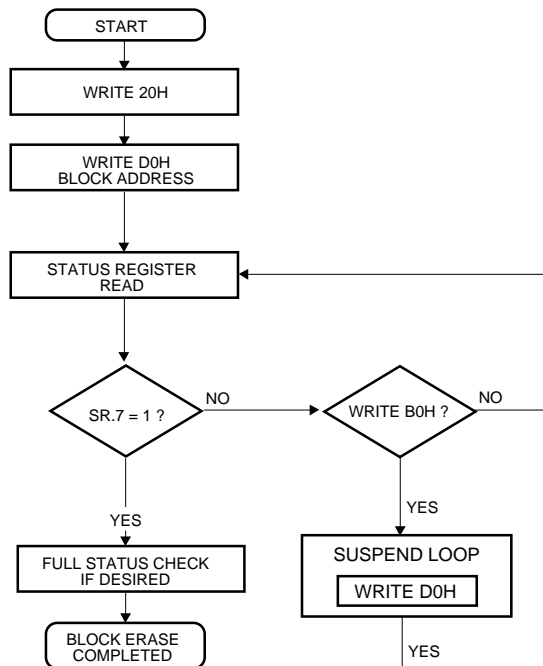 START
WRITE 20H
WRITE D0H
BLOCK ADDRESS
STATUS REGISTER
READ
SR.7 = 1 ?
NO
WRITE B0H ?
NO
YES
YES
FULL STATUS CHECK
IF DESIRED
SUSPEND LOOP
WRITE D0H
BLOCK ERASE
COMPLETED
YES